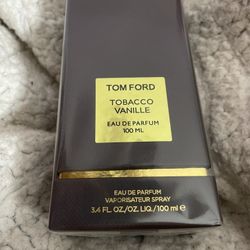 TOM FORD
TOBACCO
VANILLE
EAU DE PARFUM
100 ML
EAU DE PARFUM
VAPORISATEUR SPRAY
3.4 FL. OZ./OZ. LIQ./100 ml ℮